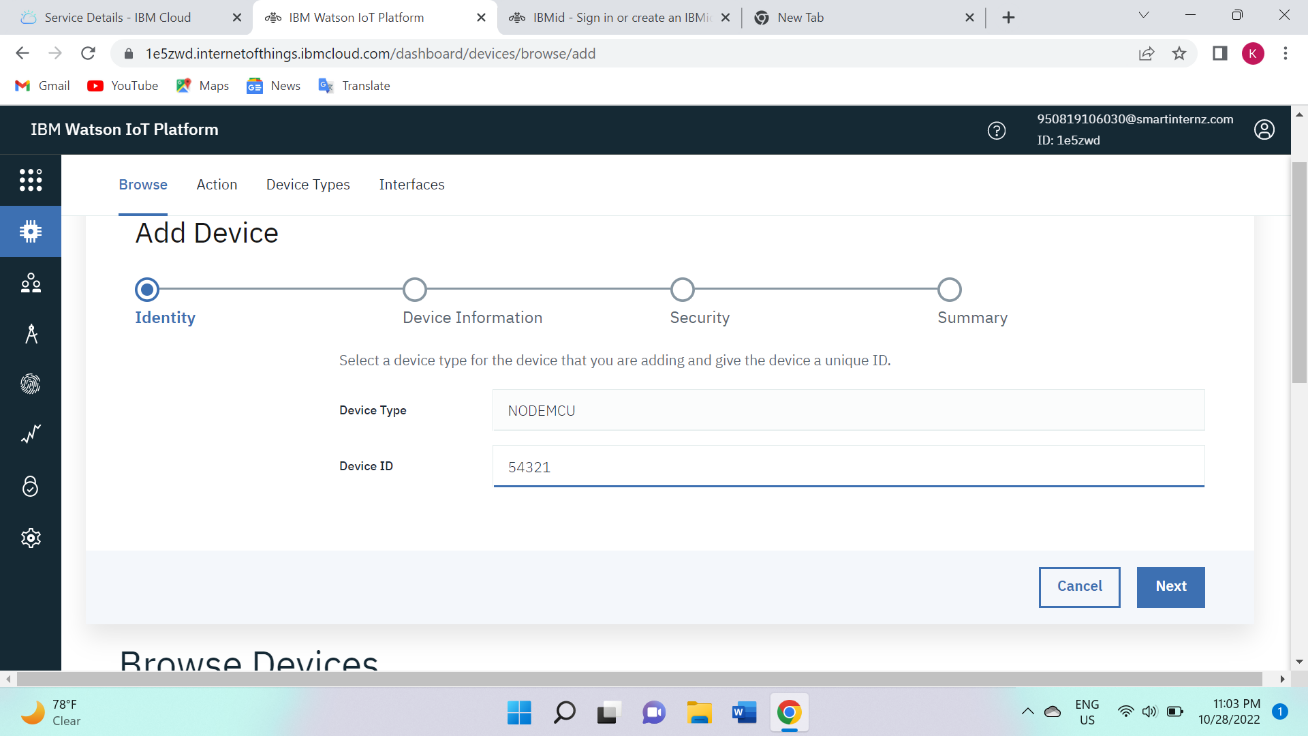 Service Details - IBM Cloud
IBM Watson IoT Platform
IBMid - Sign in or create an IBMi
New Tab
1e5zwd.internetofthings.ibmcloud.com/dashboard/devices/browse/add
K
Gmail
YouTube
Maps
News
Translate
IBM Watson IoT Platform
950819106030@smartinternz.com
ID: 1e5zwd
Browse
Action
Device Types
Interfaces
Add Device
Identity
Device Information
Security
Summary
Select a device type for the device that you are adding and give the device a unique ID.
Device Type
NODEMCU
Device ID
54321
Cancel
Next
Browse Devices
78°F
Clear
ENG
US
11:03 PM
10/28/2022
1